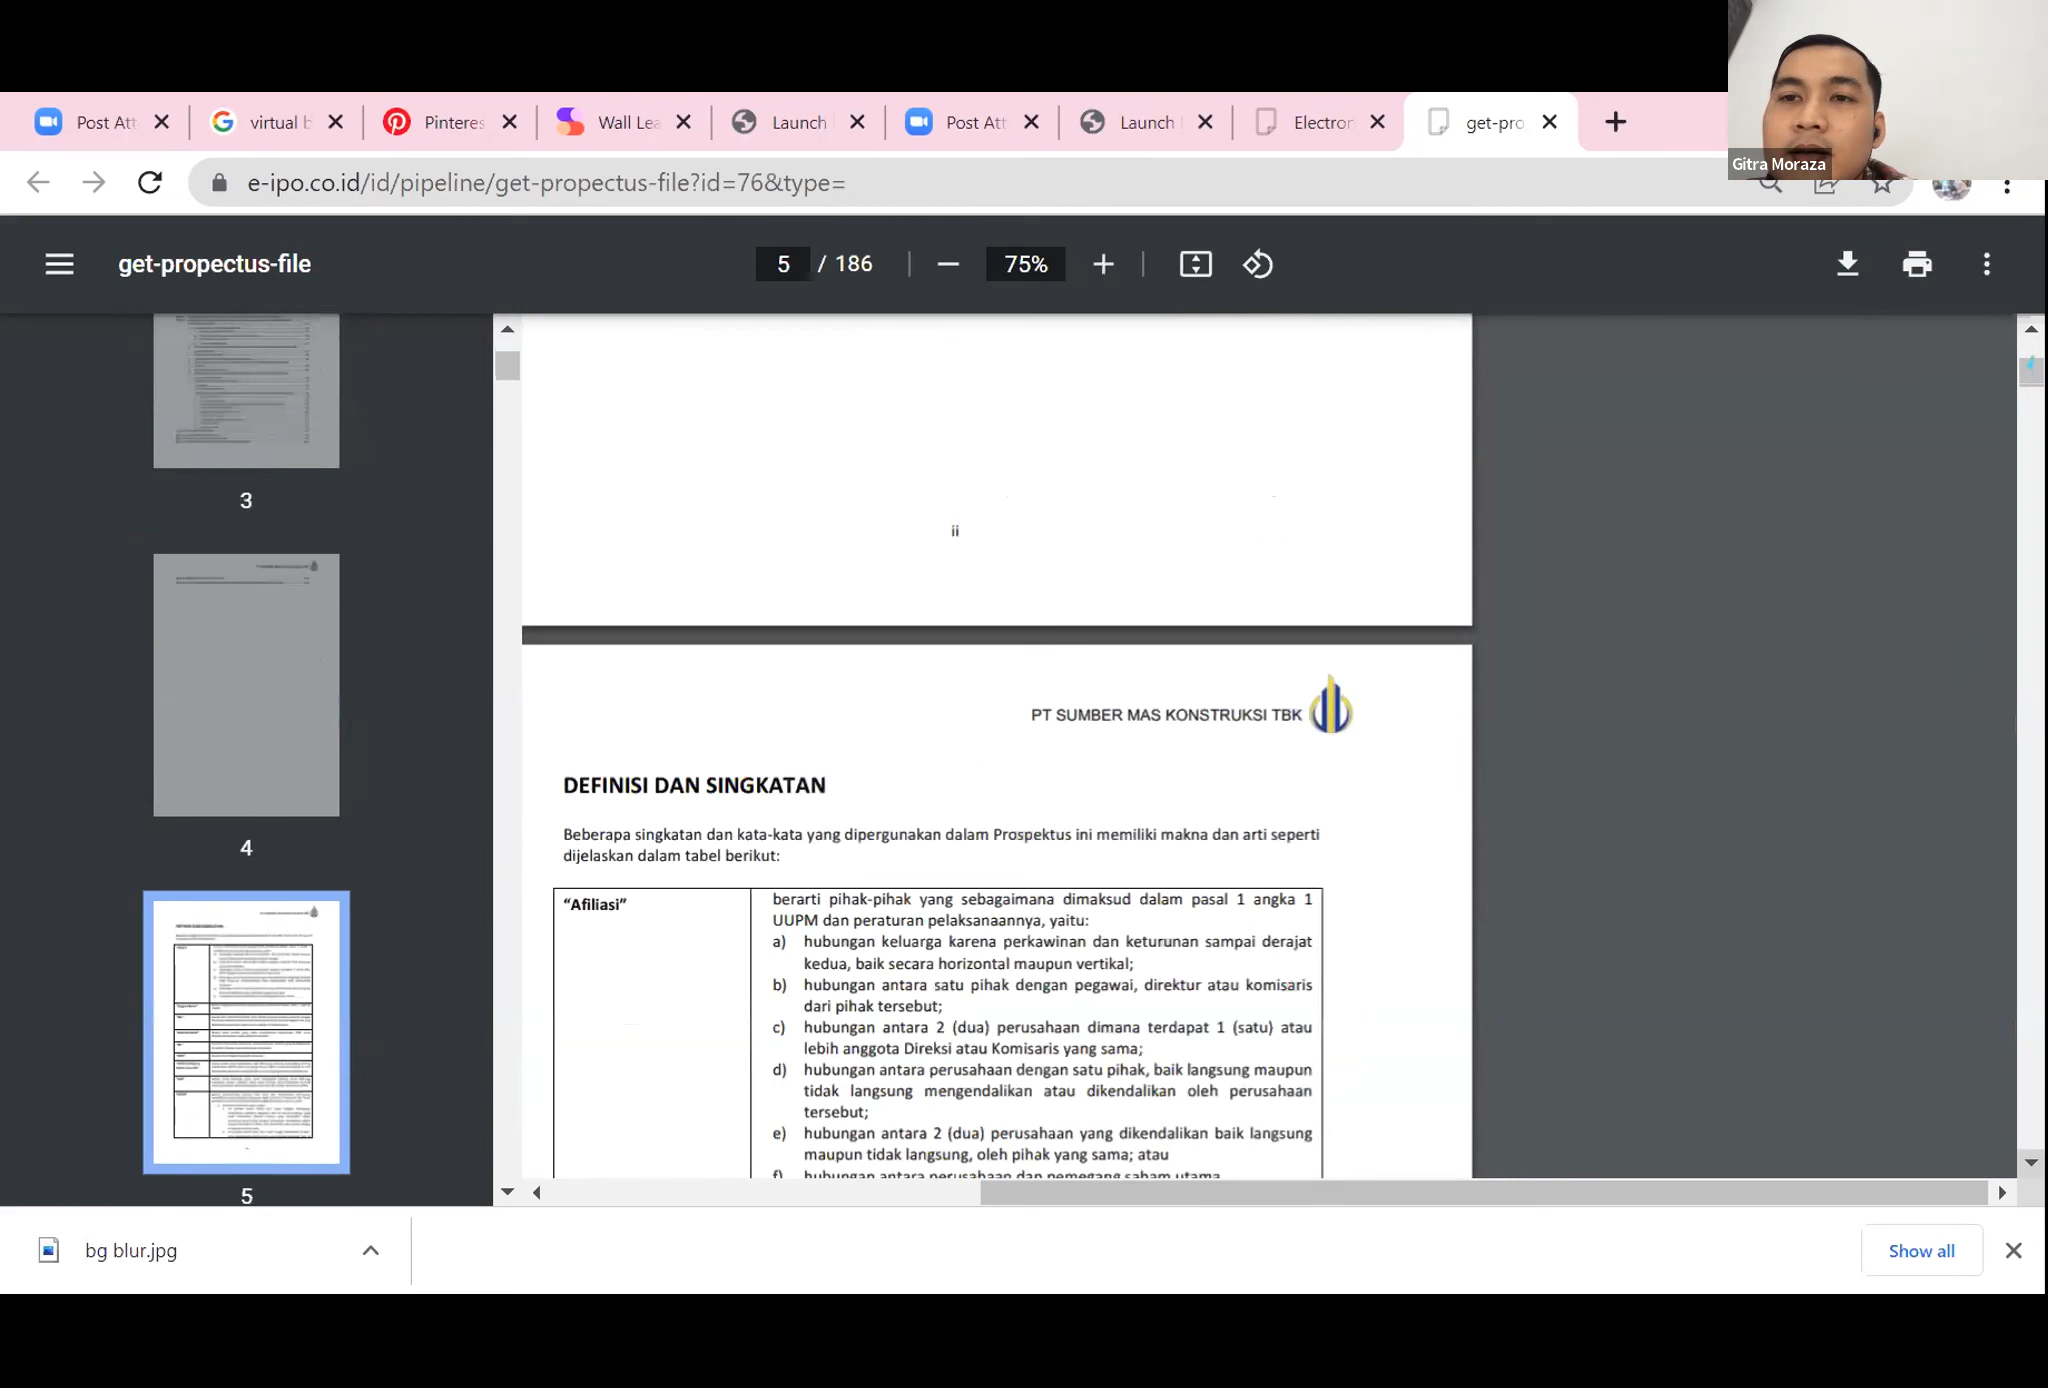 Post Att
virtual b
Pinteres
Wall Lea
Launch
Post Att
Launch
Electron
get-pro
Gitra Moraza
e-ipo.co.id/id/pipeline/get-propectus-file?id=76&type=
get-propectus-file
5 / 186
75%
3
4
5
ii
PT SUMBER MAS KONSTRUKSI TBK
DEFINISI DAN SINGKATAN
Beberapa singkatan dan kata-kata yang dipergunakan dalam Prospektus ini memiliki makna dan arti seperti
dijelaskan dalam tabel berikut:
“Afiliasi”
berarti pihak-pihak yang sebagaimana dimaksud dalam pasal 1 angka 1
UUPM dan peraturan pelaksanaannya, yaitu:
a) hubungan keluarga karena perkawinan dan keturunan sampai derajat
kedua, baik secara horizontal maupun vertikal;
b) hubungan antara satu pihak dengan pegawai, direktur atau komisaris
dari pihak tersebut;
c) hubungan antara 2 (dua) perusahaan dimana terdapat 1 (satu) atau
lebih anggota Direksi atau Komisaris yang sama;
d) hubungan antara perusahaan dengan satu pihak, baik langsung maupun
tidak langsung mengendalikan atau dikendalikan oleh perusahaan
tersebut;
e) hubungan antara 2 (dua) perusahaan yang dikendalikan baik langsung
maupun tidak langsung, oleh pihak yang sama; atau
f) hubungan antara perusahaan dan pemegang saham utama
bg blur.jpg
Show all